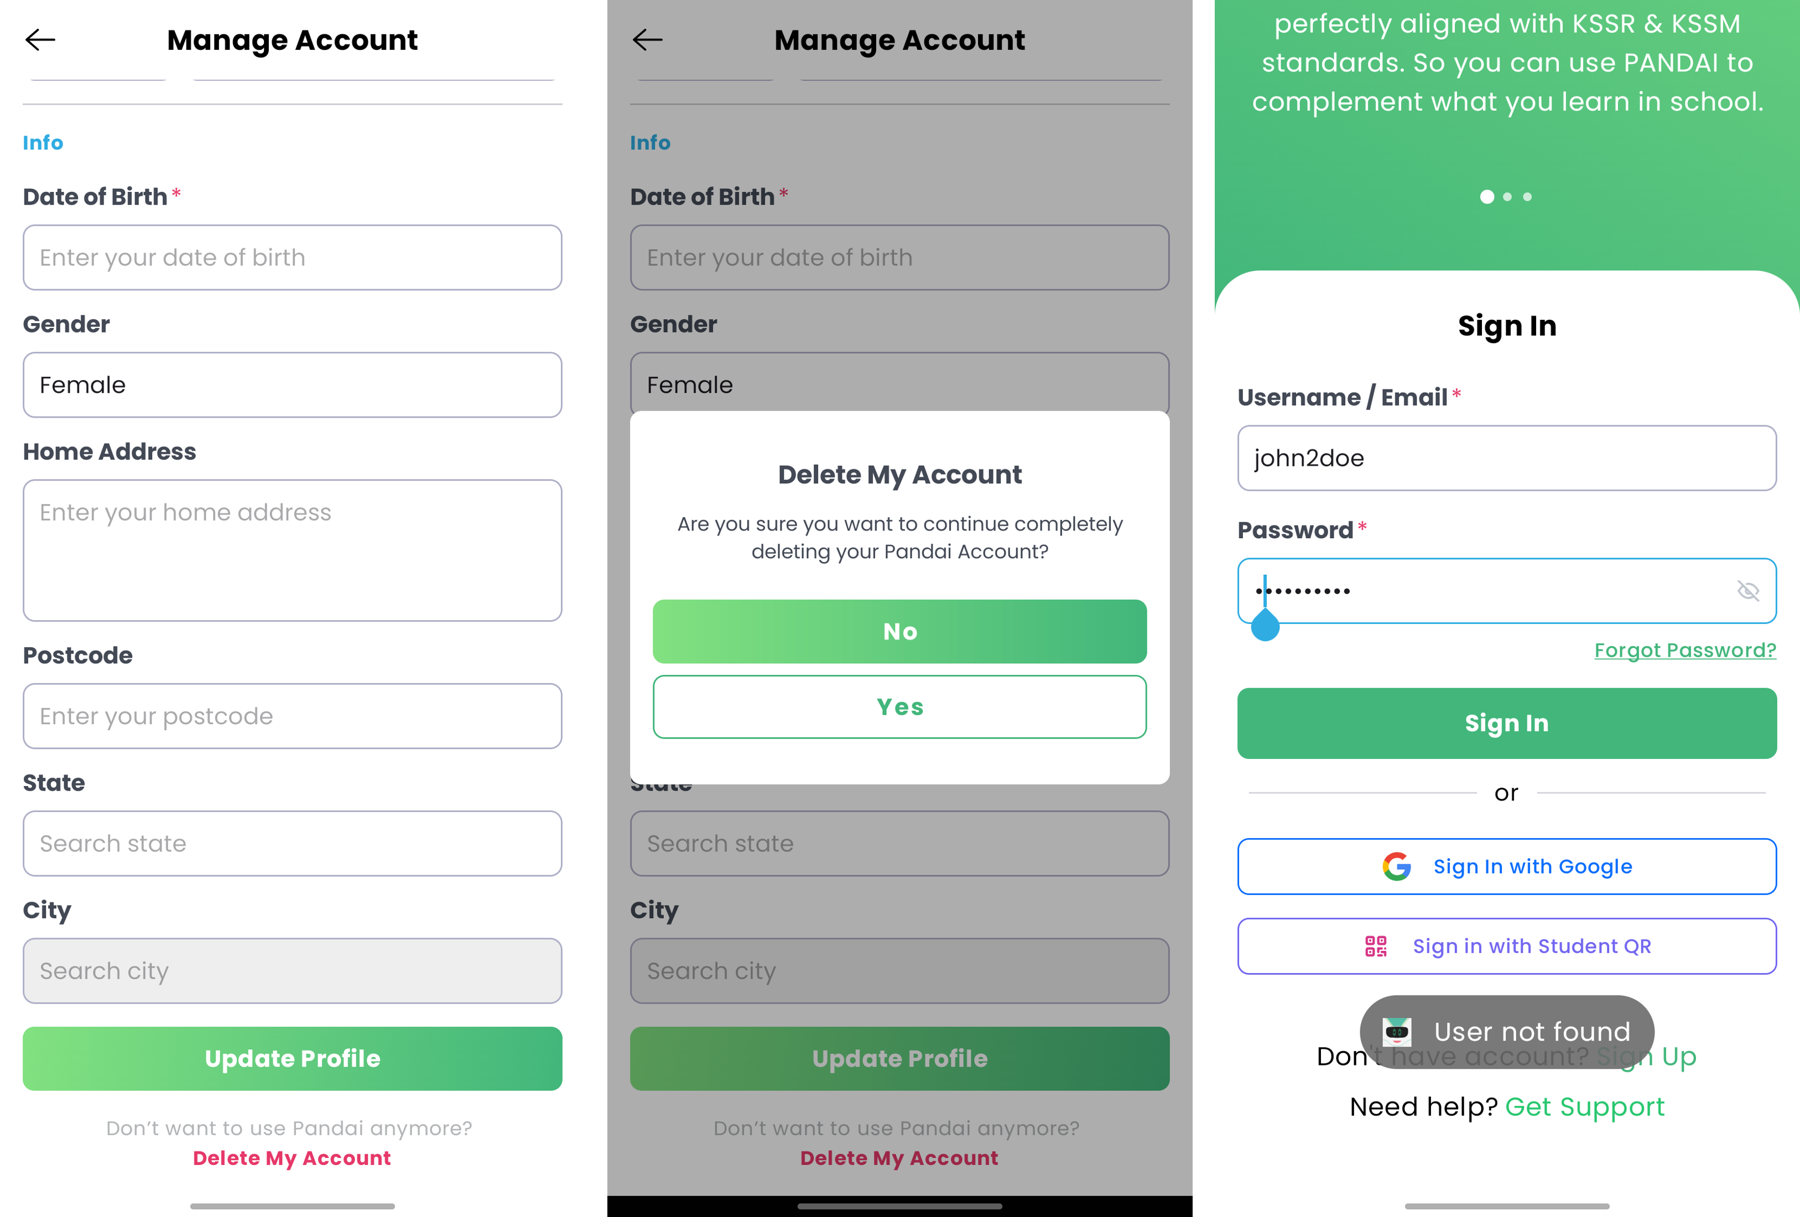 Manage Account
Info
Date of Birth *
Enter your date of birth
Gender
Female
Home Address
Enter your home address
Postcode
Enter your postcode
State
Search state
City
Search city
Update Profile
Don't want to use Pandai anymore?
Delete My Account
Manage Account
Info
Date of Birth *
Enter your date of birth
Gender
Female
Delete My Account
Are you sure you want to continue completely
deleting your Pandai Account?
No
Yes
State
Search state
City
Search city
Update Profile
Don't want to use Pandai anymore?
Delete My Account
perfectly aligned with KSSR & KSSM
standards. So you can use PANDAI to
complement what you learn in school.
Sign In
Username / Email *
john2doe
Password *
••••••••••
Forgot Password?
Sign In
or
Sign In with Google
Sign in with Student QR
User not found
Don't have account? Sign Up
Need help? Get Support